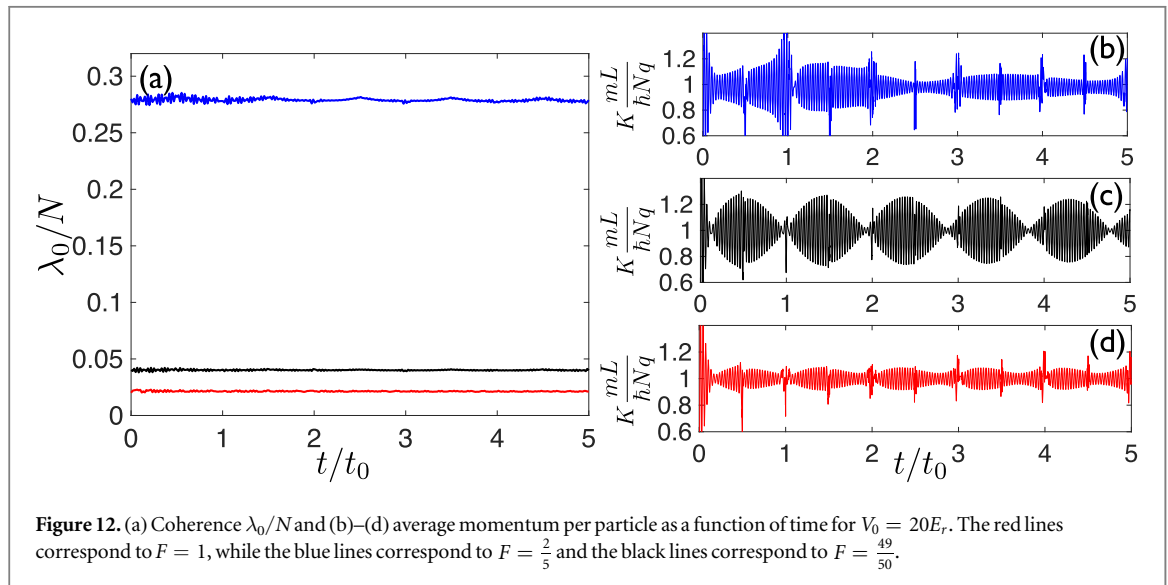 (a)
0.3
0.25
0.2
0.15
0.1
0.05
0
λ₀/N
0 1 2 3 4 5
t/t₀
(b)
1.2
1
0.8
0.6
K mL/ħNq
0 1 2 3 4 5
(c)
1.2
1
0.8
0.6
K mL/ħNq
0 1 2 3 4 5
(d)
1.2
1
0.8
0.6
K mL/ħNq
0 1 2 3 4 5
t/t₀
Figure 12. (a) Coherence λ₀/N and (b)–(d) average momentum per particle as a function of time for V₀ = 20Eᵣ. The red lines
correspond to F = 1, while the blue lines correspond to F = 2/5 and the black lines correspond to F = 49/50.